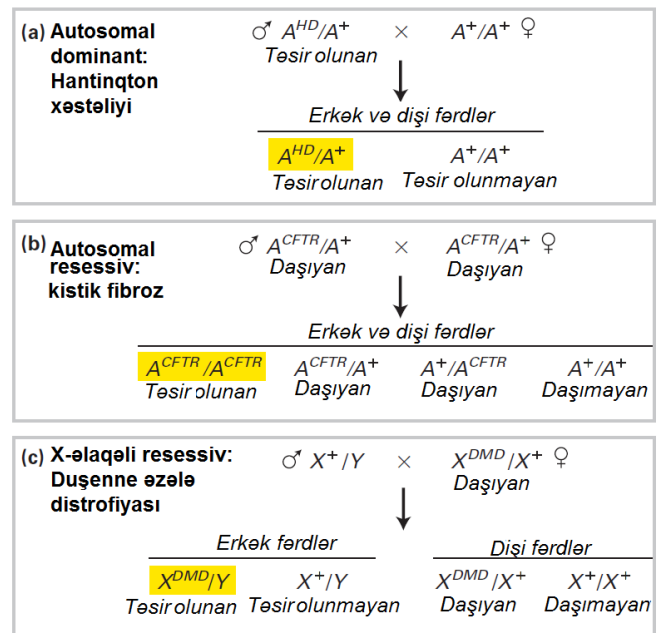 (a) Autosomal dominant: Hantinqton xəstəliyi
♂ A^HD/A^+ × A^+/A^+ ♀
Təsir olunan
Erkək və dişi fərdlər
A^HD/A^+ A^+/A^+
Təsir olunan Təsir olunmayan
(b) Autosomal resessiv: kistik fibroz
♂ A^CFTR/A^+ × A^CFTR/A^+ ♀
Daşıyan Daşıyan
Erkək və dişi fərdlər
A^CFTR/A^CFTR A^CFTR/A^+ A^+/A^CFTR A^+/A^+
Təsir olunan Daşıyan Daşıyan Daşımayan
(c) X-əlaqəli resessiv: Duşenne əzələ distrofiyası
♂ X^+/Y × X^DMD/X^+ ♀
Daşıyan
Erkək fərdlər Dişi fərdlər
X^DMD/Y X^+/Y X^DMD/X^+ X^+/X^+
Təsir olunan Təsir olunmayan Daşıyan Daşımayan